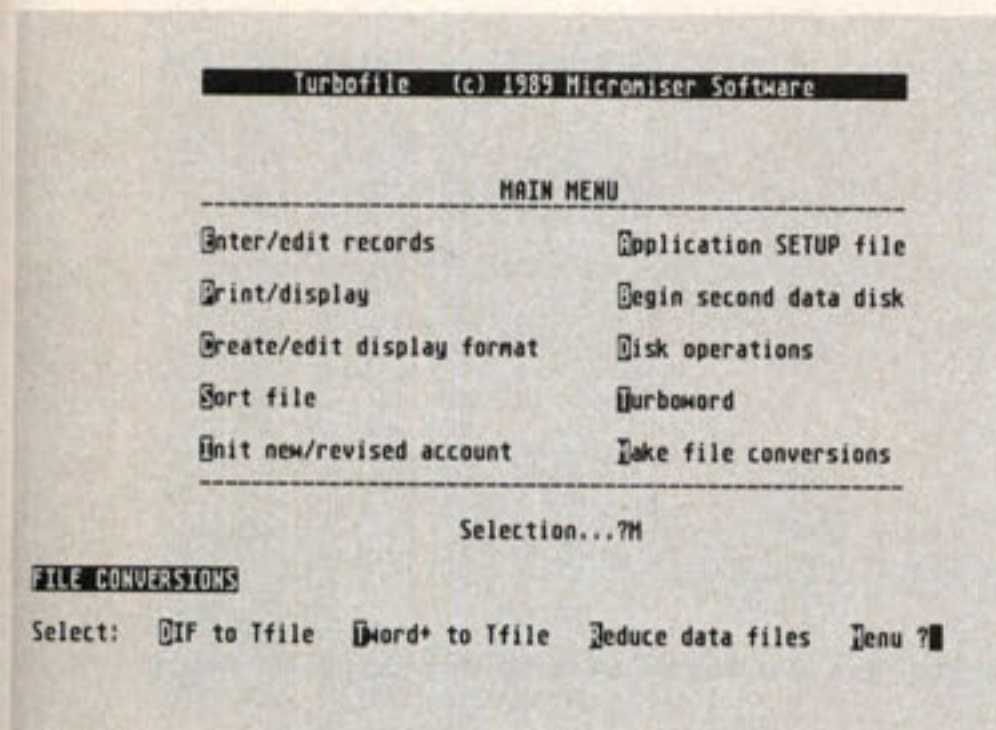 Turbofile (c) 1989 Micromiser Software
MAIN MENU
Enter/edit records
Application SETUP file
Print/display
Begin second data disk
Create/edit display format
Disk operations
Sort file
Turboword
Init new/revised account
Make file conversions
Selection...?M
FILE CONVERSIONS
Select: DIF to Tfile Tword+ to Tfile Reduce data files Menu ?